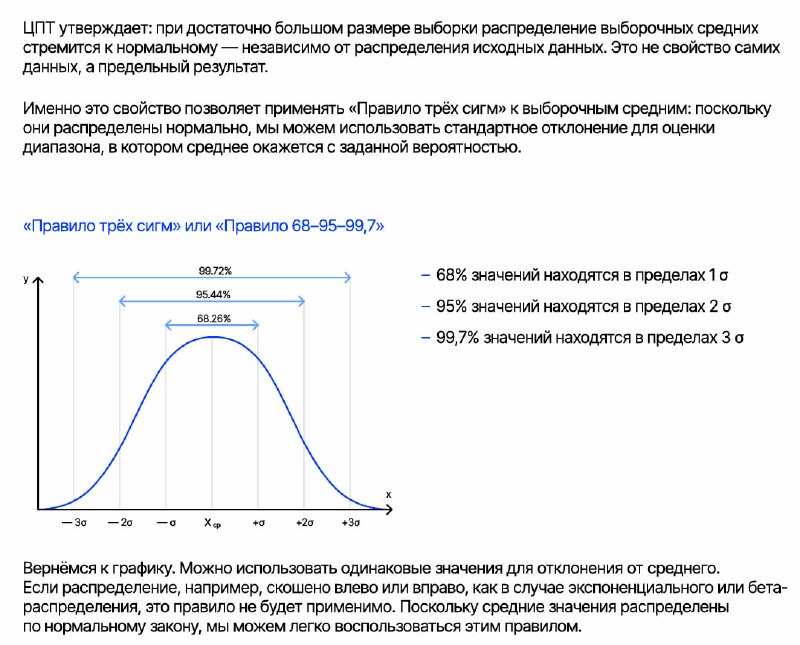 ЦПТ утверждает: при достаточно большом размере выборки распределение выборочных средних
стремится к нормальному — независимо от распределения исходных данных. Это не свойство самих
данных, а предельный результат.
Именно это свойство позволяет применять «Правило трёх сигм» к выборочным средним: поскольку
они распределены нормально, мы можем использовать стандартное отклонение для оценки
диапазона, в котором среднее окажется с заданной вероятностью.
«Правило трёх сигм» или «Правило 68–95–99,7»
y
99.72%
95.44%
68.26%
– 68% значений находятся в пределах 1 σ
– 95% значений находятся в пределах 2 σ
– 99,7% значений находятся в пределах 3 σ
x
— 3σ — 2σ — σ X ср +σ +2σ +3σ
Вернёмся к графику. Можно использовать одинаковые значения для отклонения от среднего.
Если распределение, например, скошено влево или вправо, как в случае экспоненциального или бета-
распределения, это правило не будет применимо. Поскольку средние значения распределены
по нормальному закону, мы можем легко воспользоваться этим правилом.